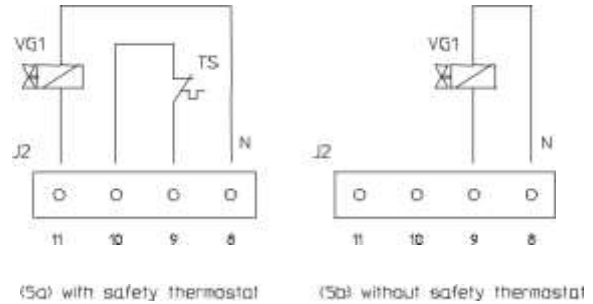 VG1
TS
J2
N
11 10 9 8
(5a) with safety thermostat
VG1
J2
N
11 10 9 8
(5b) without safety thermostat